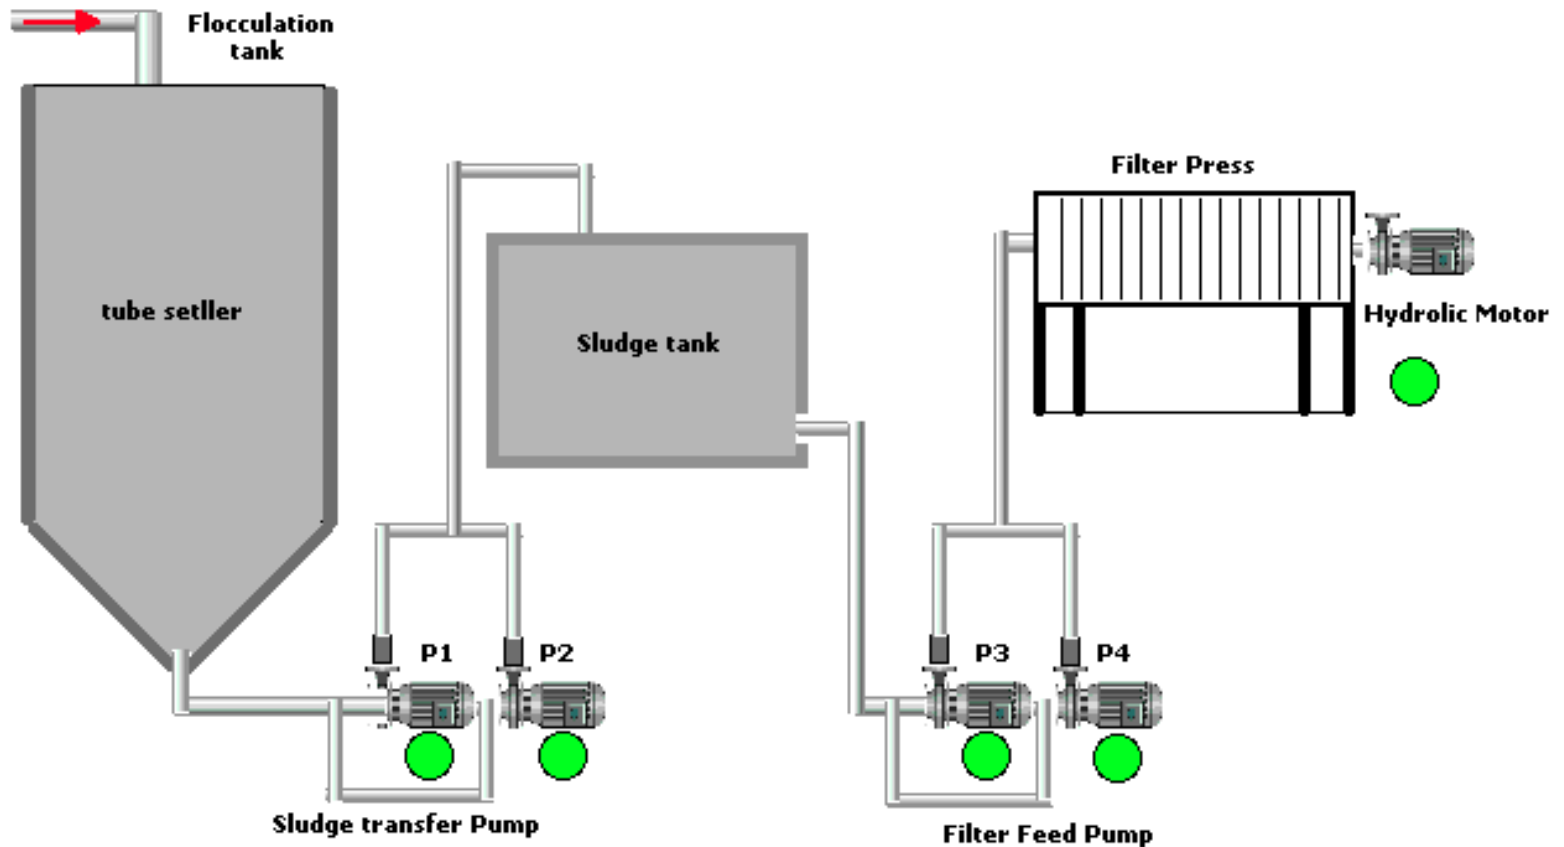 Flocculation
tank
Filter Press
tube setller
Hydrolic Motor
Sludge tank
P1
P2
P3
P4
Sludge transfer Pump
Filter Feed Pump